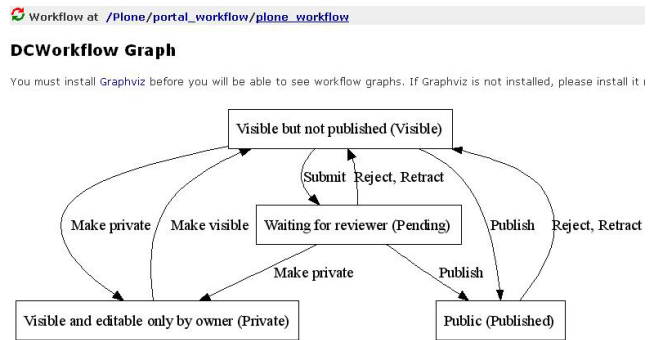 Workflow at /Plone/portal_workflow/plone_workflow
DCWorkflow Graph
You must install Graphviz before you will be able to see workflow graphs. If Graphviz is not installed, please install it
Visible but not published (Visible)
Submit Reject, Retract
Make private Make visible Waiting for reviewer (Pending) Publish Reject, Retract
Make private Publish
Visible and editable only by owner (Private) Public (Published)